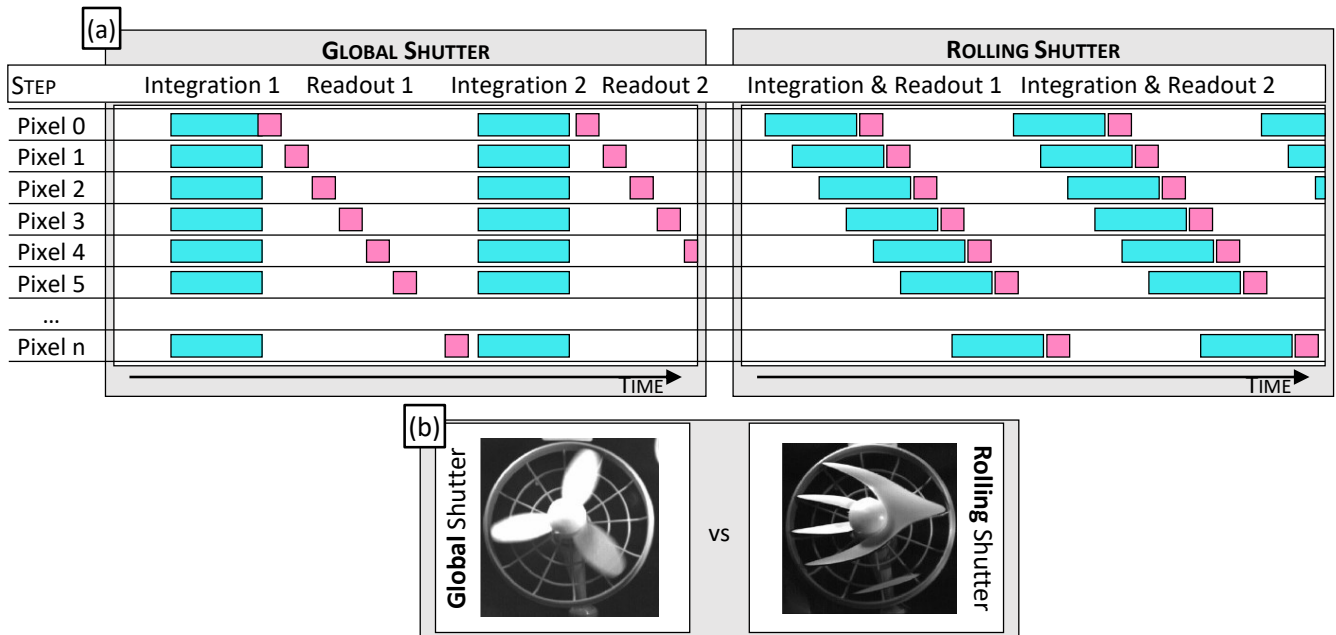 (a)
GLOBAL SHUTTER
ROLLING SHUTTER
STEP Integration 1 Readout 1 Integration 2 Readout 2 Integration & Readout 1 Integration & Readout 2
Pixel 0
Pixel 1
Pixel 2
Pixel 3
Pixel 4
Pixel 5
...
Pixel n
TIME
TIME
(b)
Global Shutter
vs
Rolling Shutter